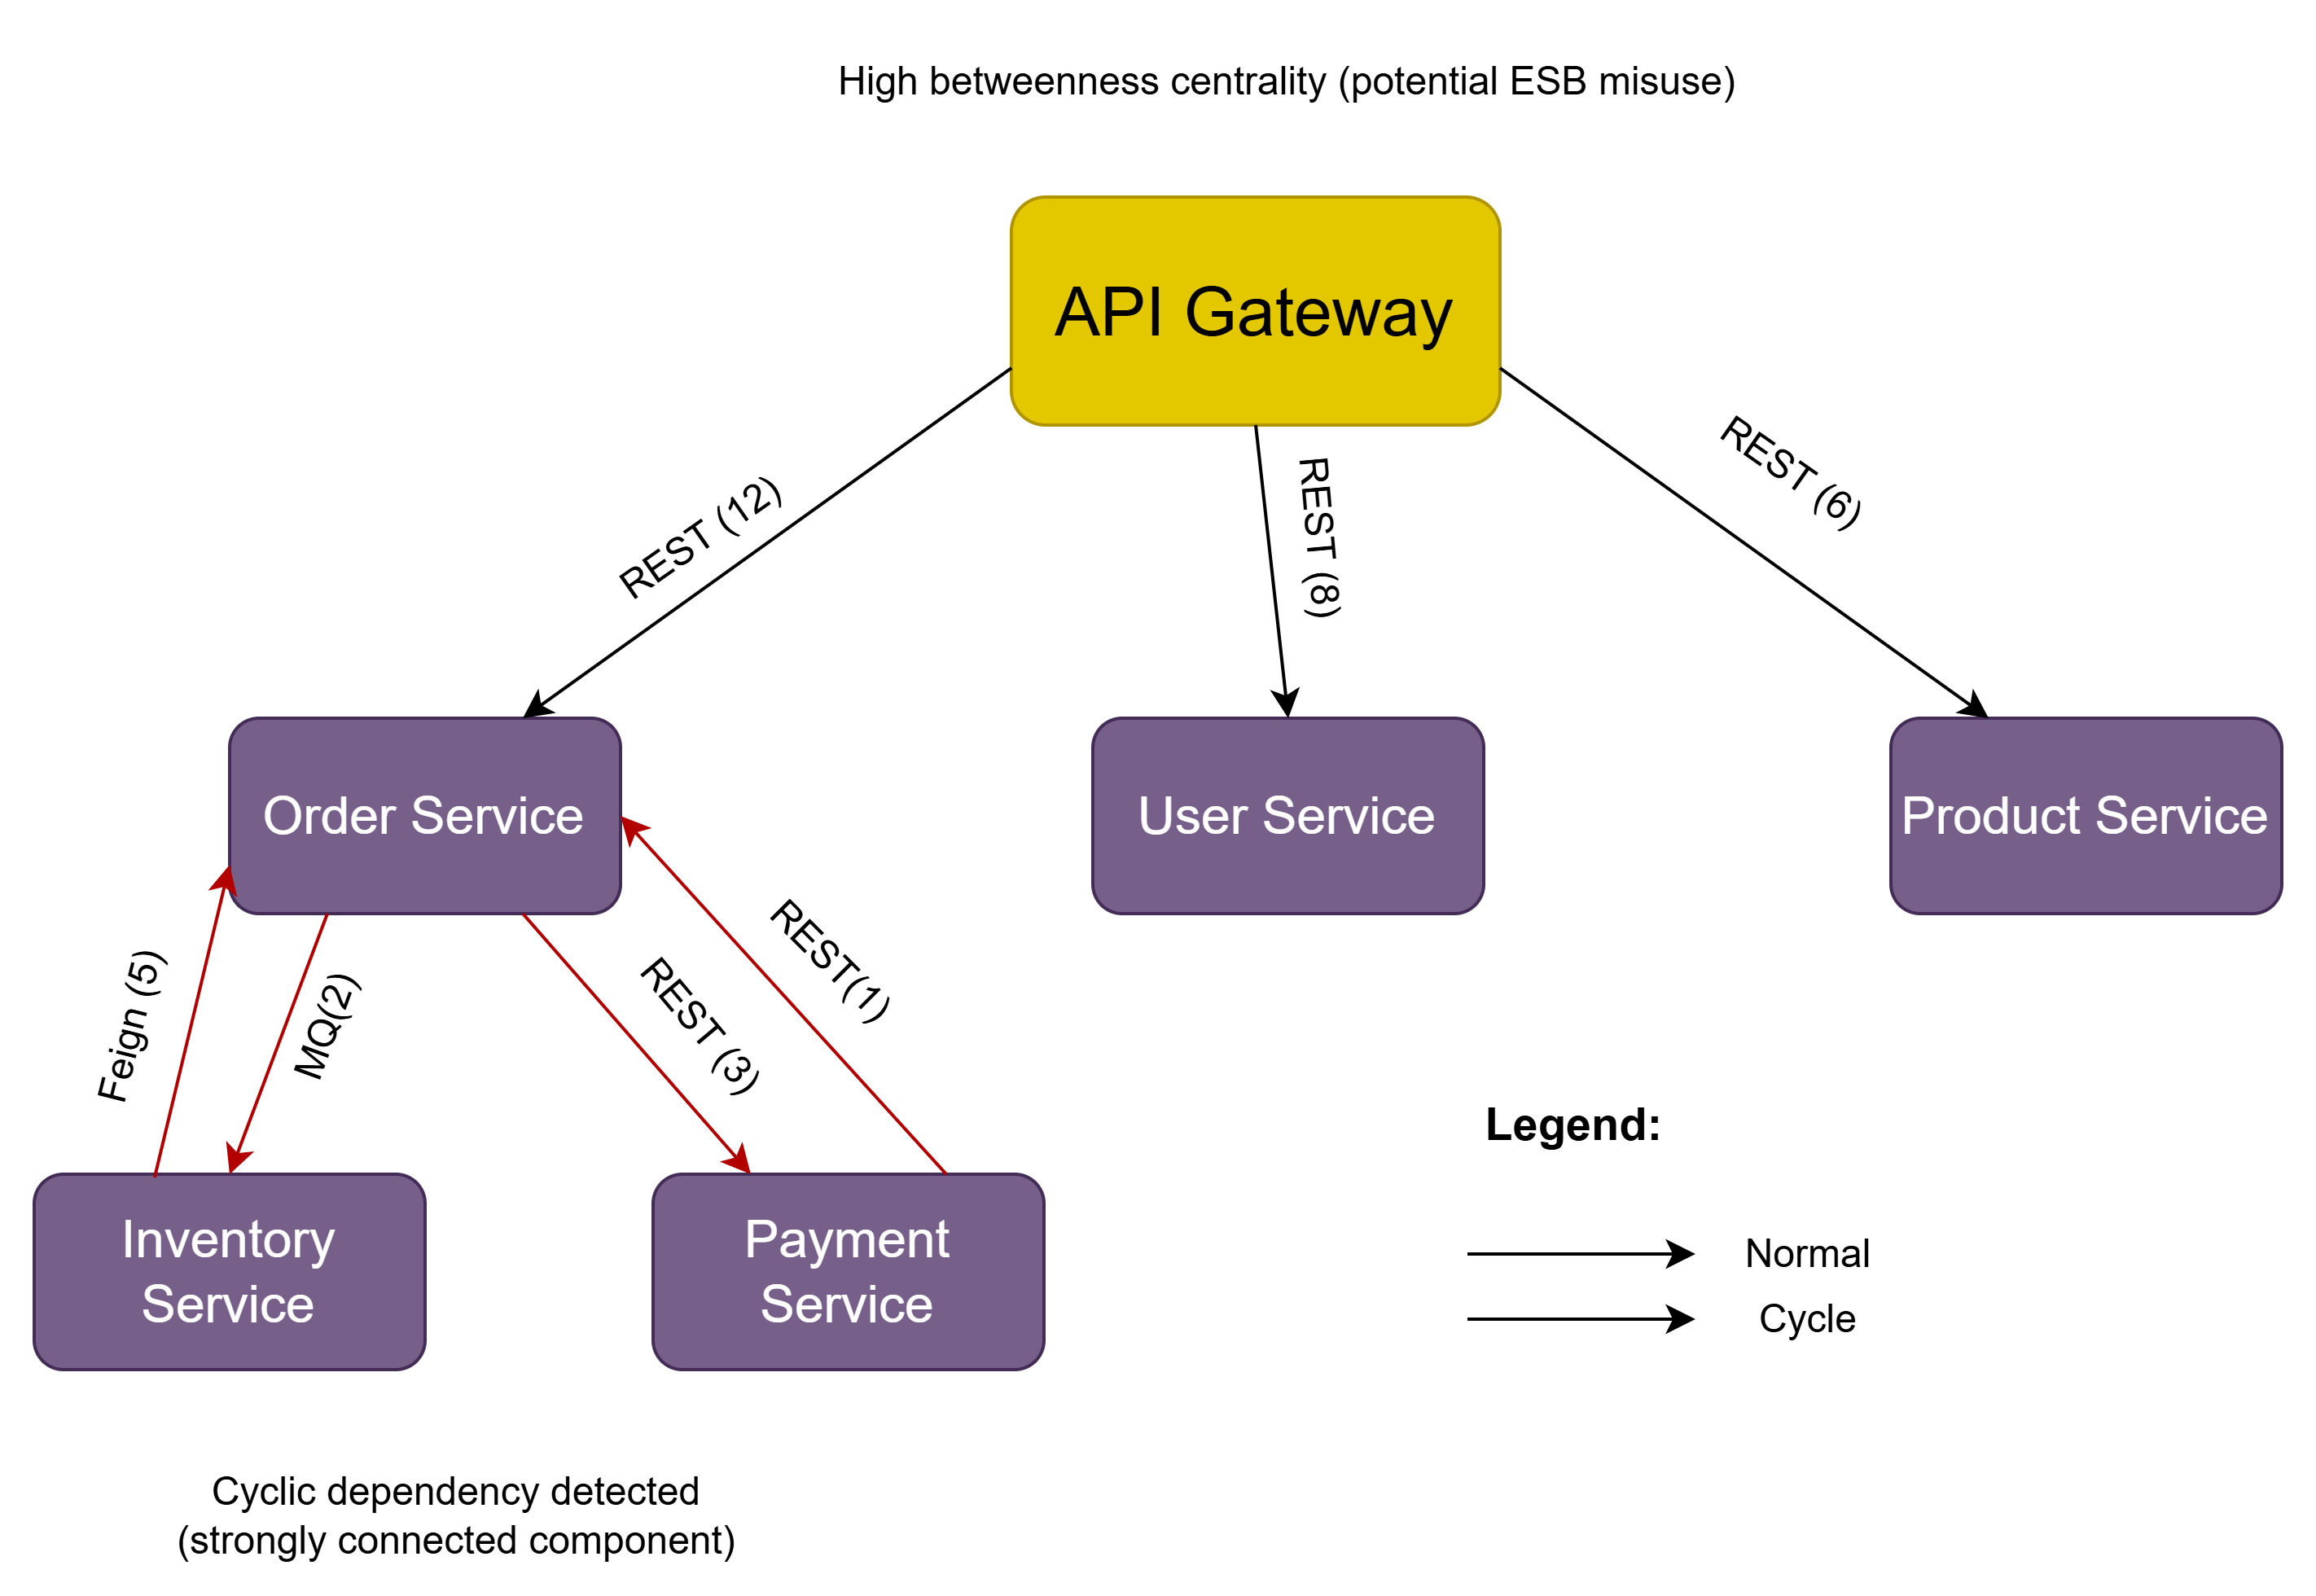 High betweenness centrality (potential ESB misuse)
API Gateway
REST (12)
REST (8)
REST (6)
Order Service
User Service
Product Service
Feign (5)
MQ(2)
REST (3)
REST(1)
Inventory
Service
Payment
Service
Legend:
Normal
Cycle
Cyclic dependency detected
(strongly connected component)